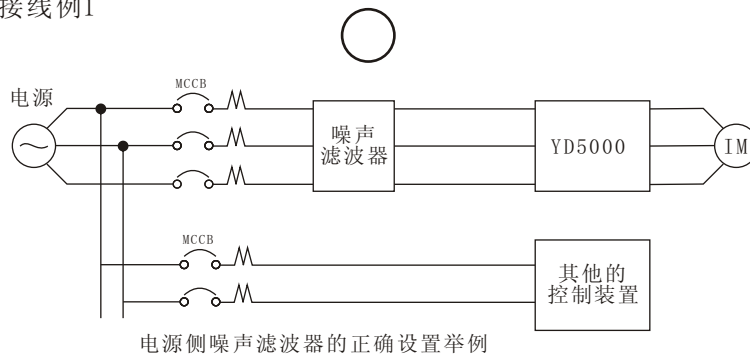 接线例1
电源
MCCB
噪声
滤波器
YD5000
IM
MCCB
其他的
控制装置
电源侧噪声滤波器的正确设置举例